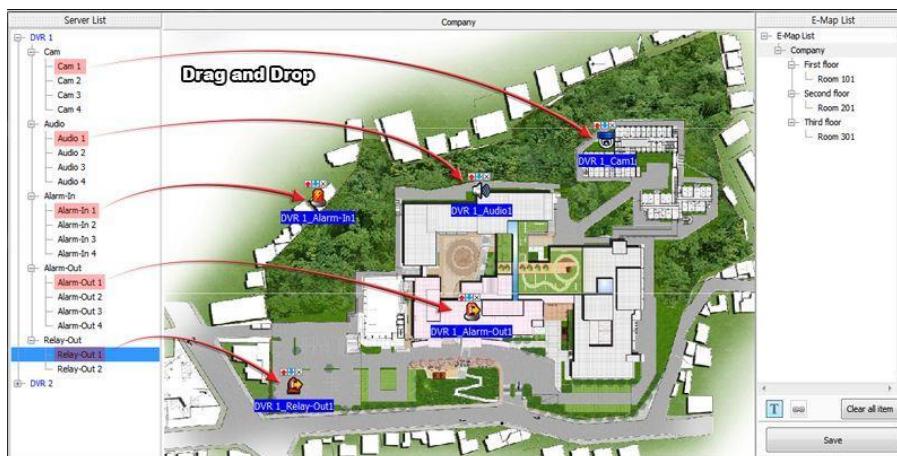 Server List
DVR 1
Cam
Cam 1
Cam 2
Cam 3
Cam 4
Audio
Audio 1
Audio 2
Audio 3
Audio 4
Alarm-In
Alarm-In 1
Alarm-In 2
Alarm-In 3
Alarm-In 4
Alarm-Out
Alarm-Out 1
Alarm-Out 2
Alarm-Out 3
Alarm-Out 4
Relay-Out
Relay-Out 1
Relay-Out 2
DVR 2
Company
Drag and Drop
DVR 1_Cam1
DVR 1_Audio1
DVR 1_Alarm-In1
DVR 1_Alarm-Out1
DVR 1_Relay-Out1
E-Map List
E-Map List
Company
First floor
Room 101
Second floor
Room 201
Third floor
Room 301
T
Clear all item
Save